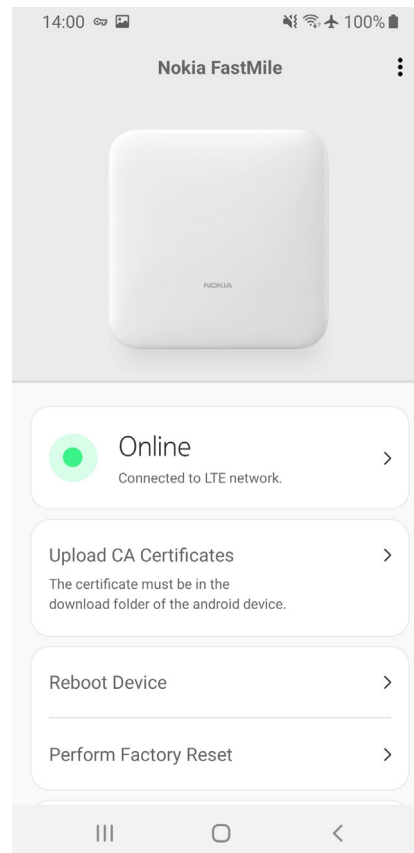 14:00 100%
Nokia FastMile
NOKIA
Online
Connected to LTE network.
Upload CA Certificates
The certificate must be in the
download folder of the android device.
Reboot Device
Perform Factory Reset